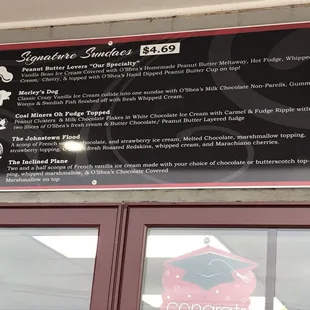 Signature Sundaes $4.69
Peanut Butter Lovers "Our Specialty"
Vanilla Bean Ice Cream Covered with O'Shea's Homemade Peanut Butter Meltaway, Hot Fudge, Whipped
Cream, Cherry, & topped with O'Shea's Hand Dipped Peanut Butter Cup on top!
Morley's Dog
Classic Crazy Vanilla Ice Cream collide into one sundae with O'Shea's Milk Chocolate Non-Pareils, Gummi
Worms & Swedish Fish finished off with fresh Whipped Cream.
Coal Miners Oh Fudge Topped
Peanut Clusters & Milk Chocolate Flakes in White Chocolate Ice Cream with Carmel & Fudge Ripple with
two Slices of O'Shea's fresh cream & Butter Chocolate/ Peanut Butter Layered fudge
The Johnstown Flood
A scoop of French chocolate, and strawberry ice cream, Melted Chocolate, marshmallow topping,
strawberry topping, fresh Roasted Redskins, whipped cream, and Marachino cherries.
The Inclined Plane
Two and a half scoops of French vanilla ice cream made with your choice of chocolate or butterscotch top-
ping, whipped marshmallow, & O'Shea's Chocolate Covered
Marshmallow on top
congrats